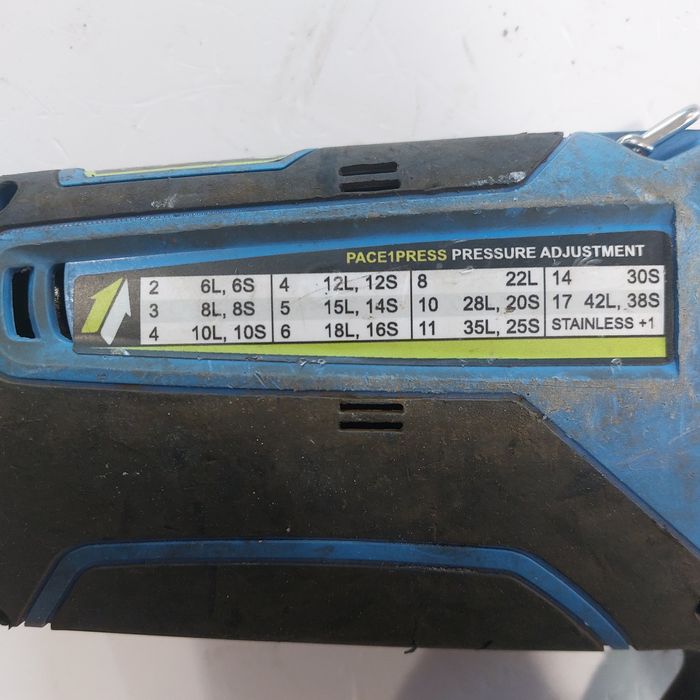 PACE1PRESS PRESSURE ADJUSTMENT
2 6L, 6S 4 12L, 12S 8 22L 14 30S
3 8L, 8S 5 15L, 14S 10 28L, 20S 17 42L, 38S
4 10L, 10S 6 18L, 16S 11 35L, 25S STAINLESS +1